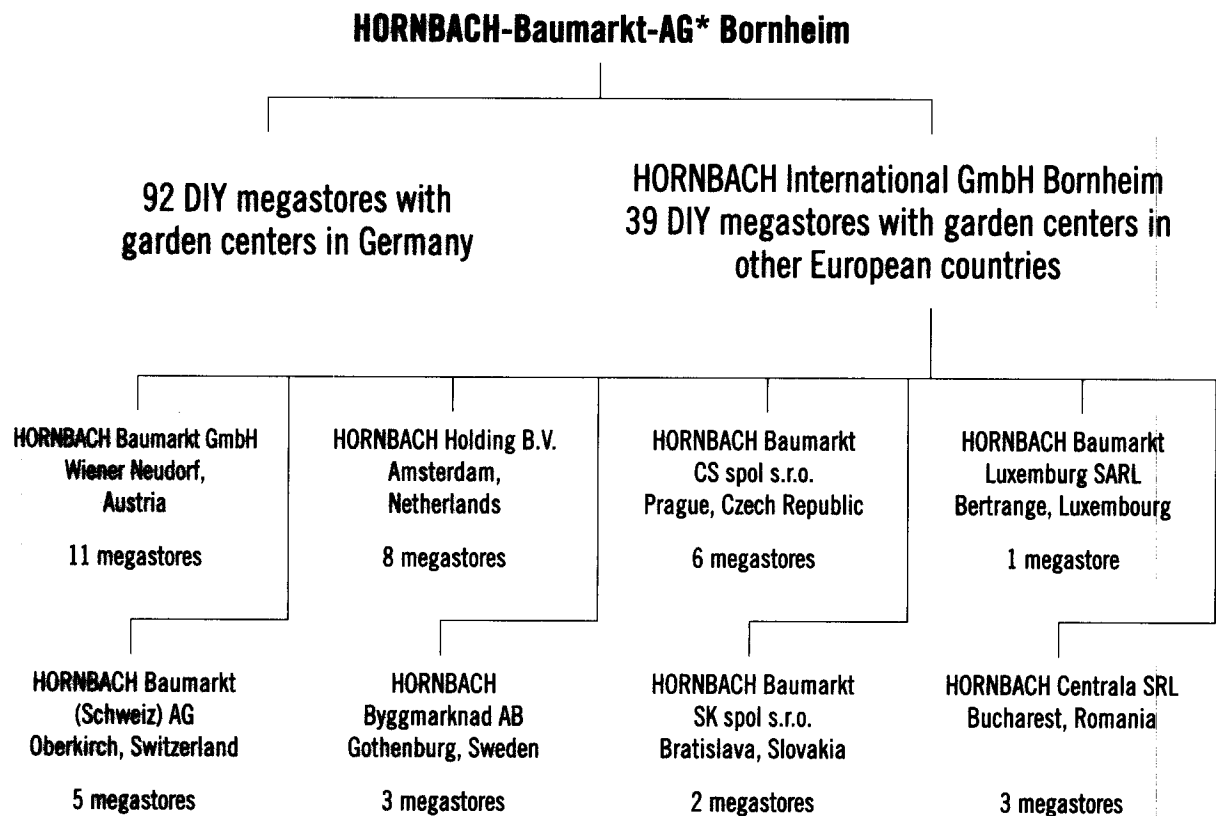 HORNBACH-Baumarkt-AG* Bornheim
92 DIY megastores with
garden centers in Germany
HORNBACH International GmbH Bornheim
39 DIY megastores with garden centers in
other European countries
HORNBACH Baumarkt GmbH
Wiener Neudorf,
Austria
11 megastores
HORNBACH Holding B.V.
Amsterdam,
Netherlands
8 megastores
HORNBACH Baumarkt
CS spol s.r.o.
Prague, Czech Republic
6 megastores
HORNBACH Baumarkt
Luxemburg SARL
Bertrange, Luxembourg
1 megastore
HORNBACH Baumarkt
(Schweiz) AG
Oberkirch, Switzerland
5 megastores
HORNBACH
Byggmarknad AB
Gothenburg, Sweden
3 megastores
HORNBACH Baumarkt
SK spol s.r.o.
Bratislava, Slovakia
2 megastores
HORNBACH Centrala SRL
Bucharest, Romania
3 megastores